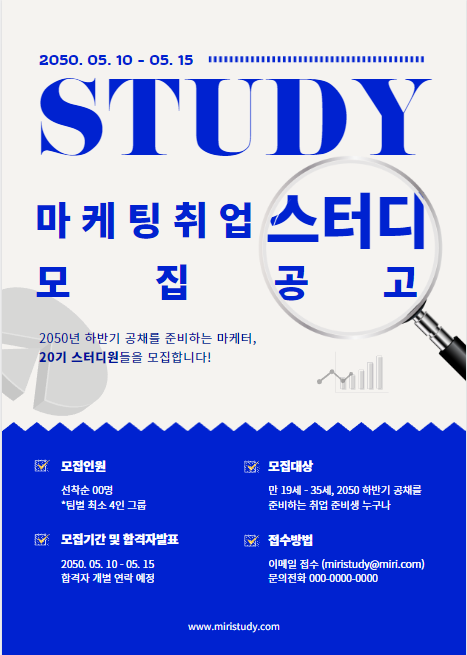 2050. 05. 10 - 05. 15
STUDY
마케팅취업 스터디
모집공고
2050년 하반기 공채를 준비하는 마케터,
20기 스터디원들을 모집합니다!
모집인원
선착순 00명
*팀별 최소 4인 그룹
모집대상
만 19세 - 35세, 2050 하반기 공채를
준비하는 취업 준비생 누구나
모집기간 및 합격자발표
2050. 05. 10 - 05. 15
합격자 개별 연락 예정
접수방법
이메일 접수 (miristudy@miri.com)
문의전화 000-0000-0000
www.miristudy.com